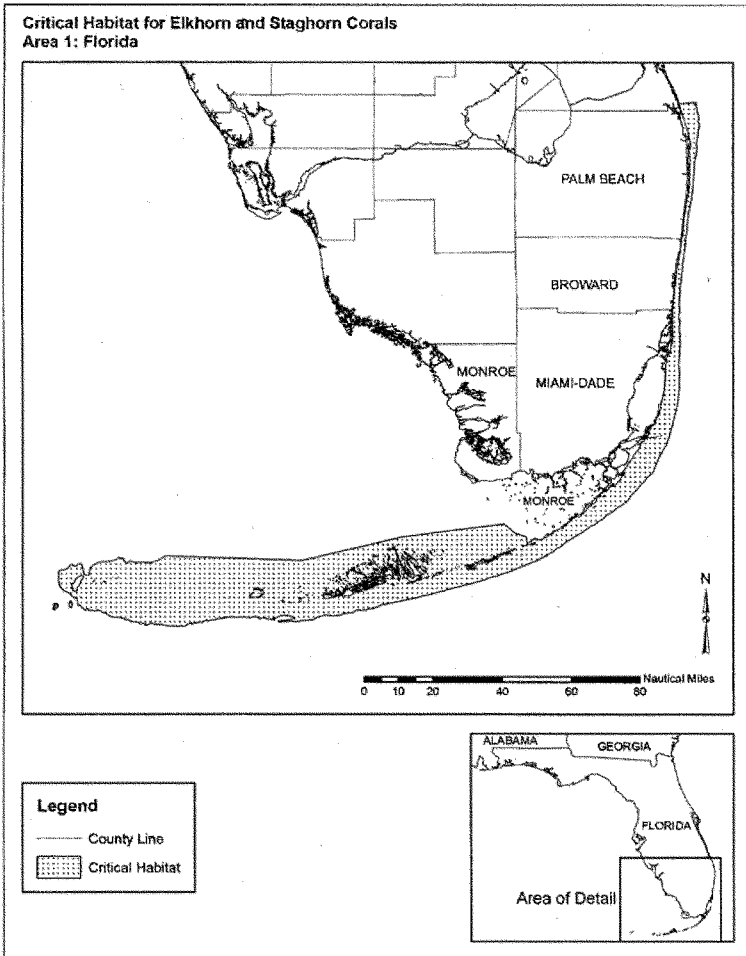 Critical Habitat for Elkhorn and Staghorn Corals
Area 1: Florida
PALM BEACH
BROWARD
MONROE
MIAMI-DADE
MONROE
N
Nautical Miles
0 10 20 40 60 80
ALABAMA
GEORGIA
FLORIDA
Area of Detail
Legend
County Line
Critical Habitat